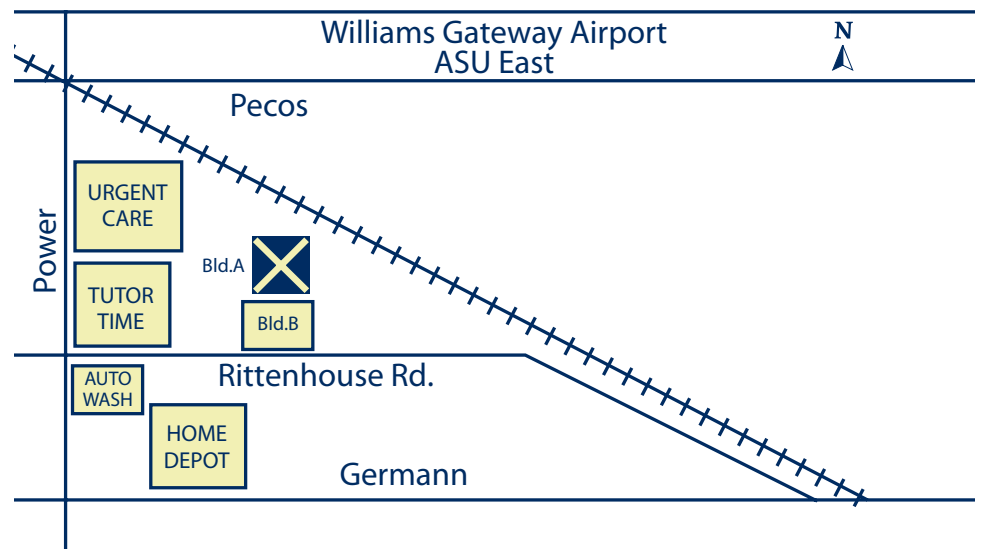 Williams Gateway Airport
ASU East
N
Pecos
URGENT
CARE
Power
Bld.A
TUTOR
TIME
Bld.B
Rittenhouse Rd.
AUTO
WASH
HOME
DEPOT
Germann